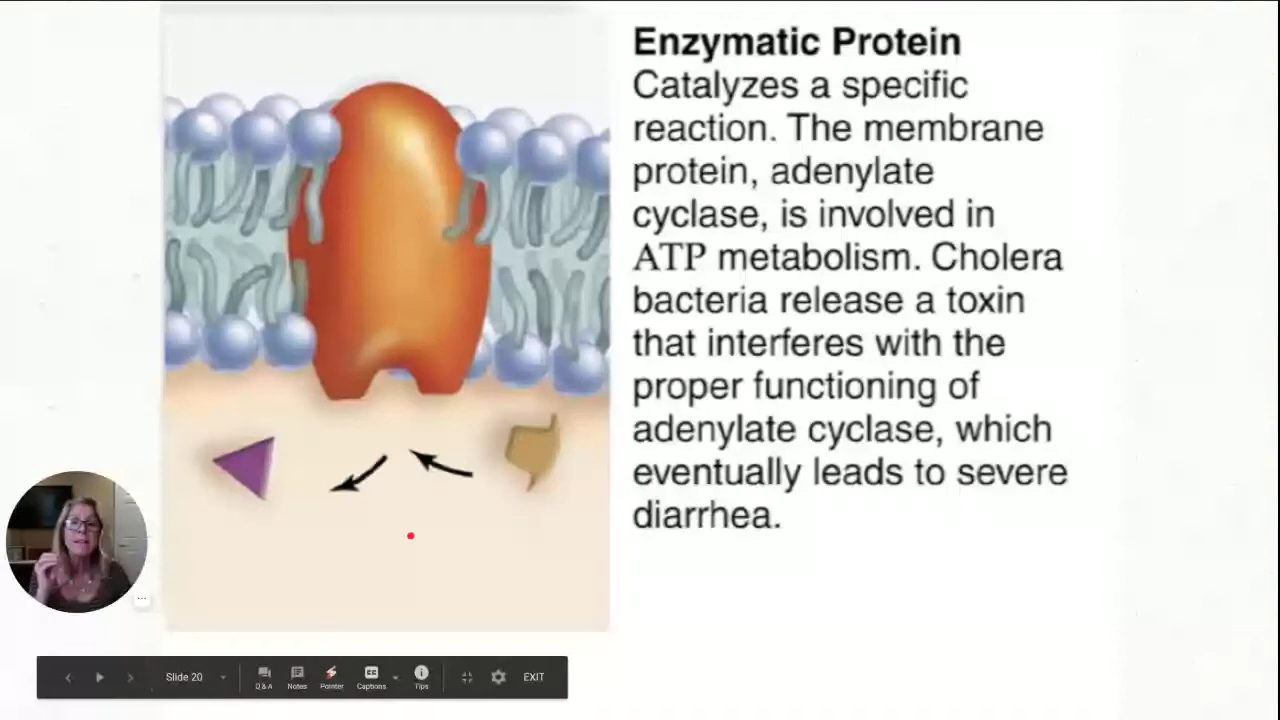 Enzymatic Protein
Catalyzes a specific
reaction. The membrane
protein, adenylate
cyclase, is involved in
ATP metabolism. Cholera
bacteria release a toxin
that interferes with the
proper functioning of
adenylate cyclase, which
eventually leads to severe
diarrhea.
Slide 20
Q & A
Notes
Pointer
CC
Captions
Tips
EXIT